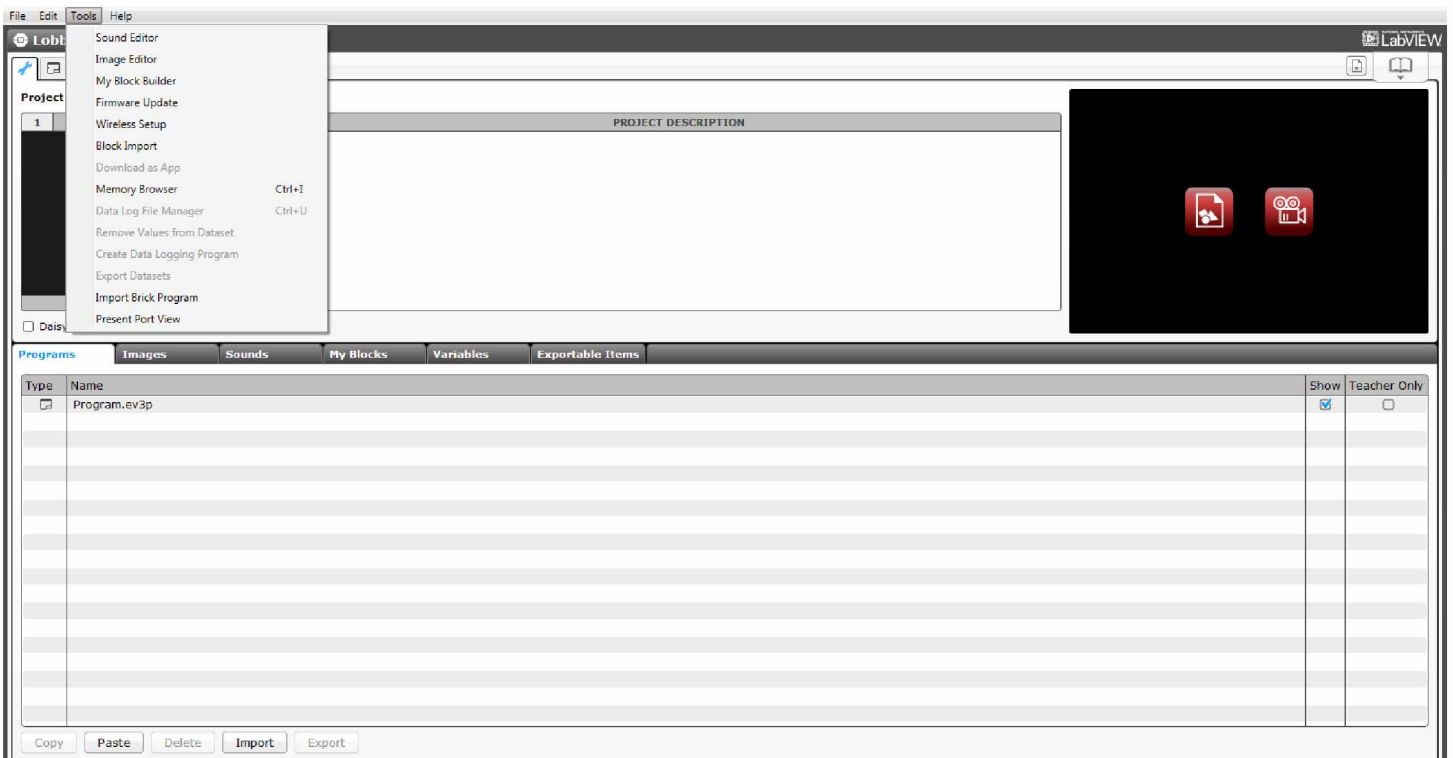 File Edit Tools Help
Lobb
LabVIEW
Sound Editor
Image Editor
My Block Builder
Firmware Update
Wireless Setup
Block Import
Download as App
Memory Browser Ctrl+I
Data Log File Manager Ctrl+U
Remove Values from Dataset
Create Data Logging Program
Export Datasets
Import Brick Program
Present Port View
Project
1
PROJECT DESCRIPTION
Daisy
Programs Images Sounds My Blocks Variables Exportable Items
Type Name Show Teacher Only
Program.ev3p
Copy Paste Delete Import Export